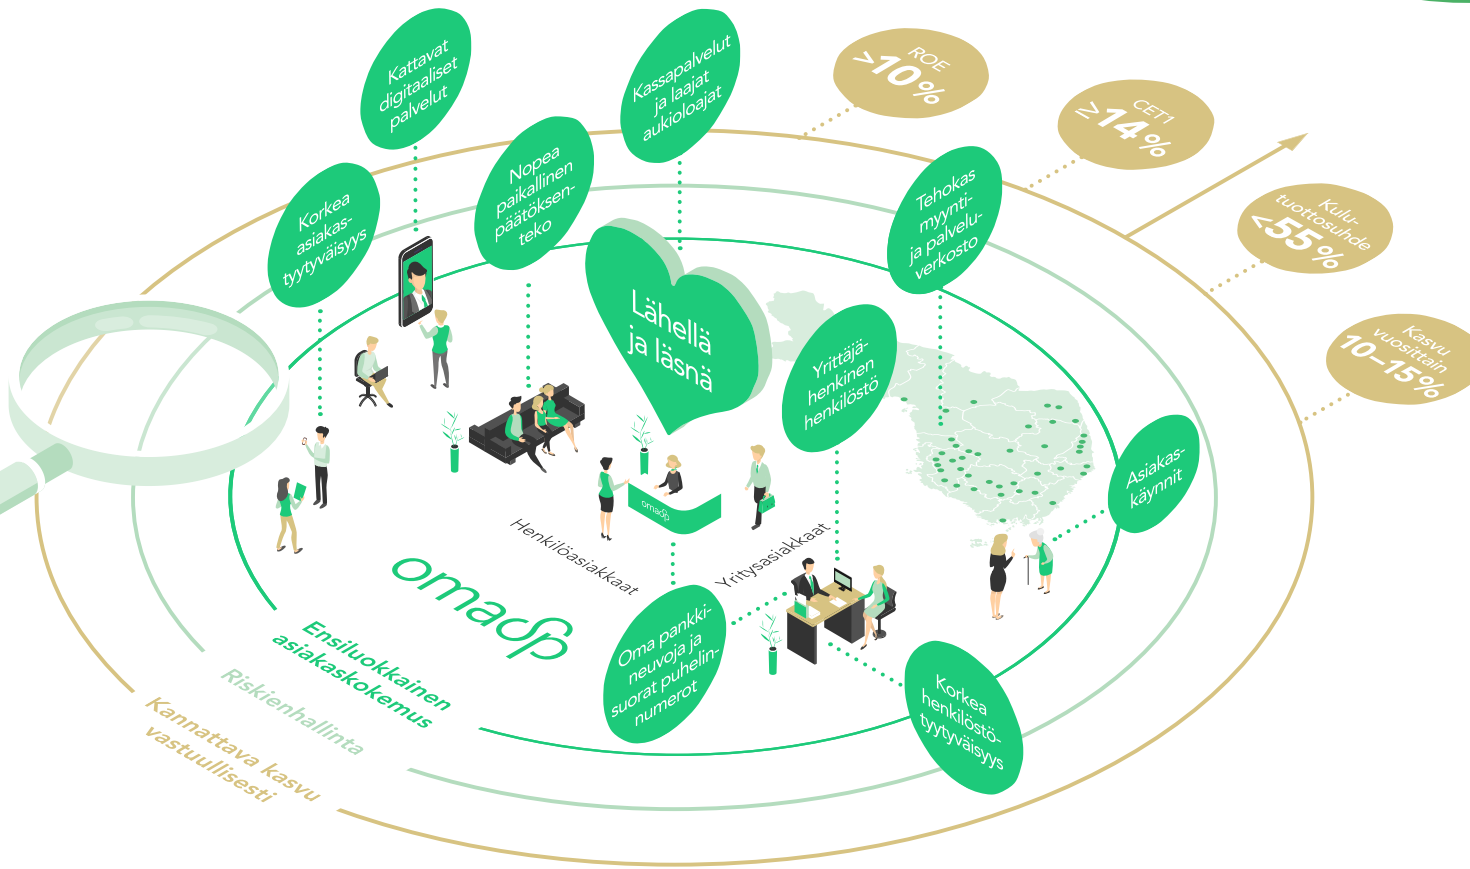 Kattavat
digitaaliset
palvelut
Kassapalvelut
ja laajat
aukioloajat
ROE
>10%
CET1
≥14%
Kulu-
tuottosuhde
<55%
Kasvu
vuosittain
10–15%
Korkea
asiakas-
tyytyväisyys
Nopea
paikallinen
päätöksen-
teko
Tehokas
myynti-
ja palvelu-
verkosto
Lähellä
ja läsnä
Yrittäjä-
henkinen
henkilöstö
Asiakas-
käynnit
omasp
Henkilöasiakkaat
Yritysasiakkaat
omasp
Oma pankki-
neuvoja ja
suorat puhelin-
numerot
Korkea
henkilöstö-
tyytyväisyys
Ensiluokkainen
asiakaskokemus
Riskienhallinta
Kannattava kasvu
vastuullisesti